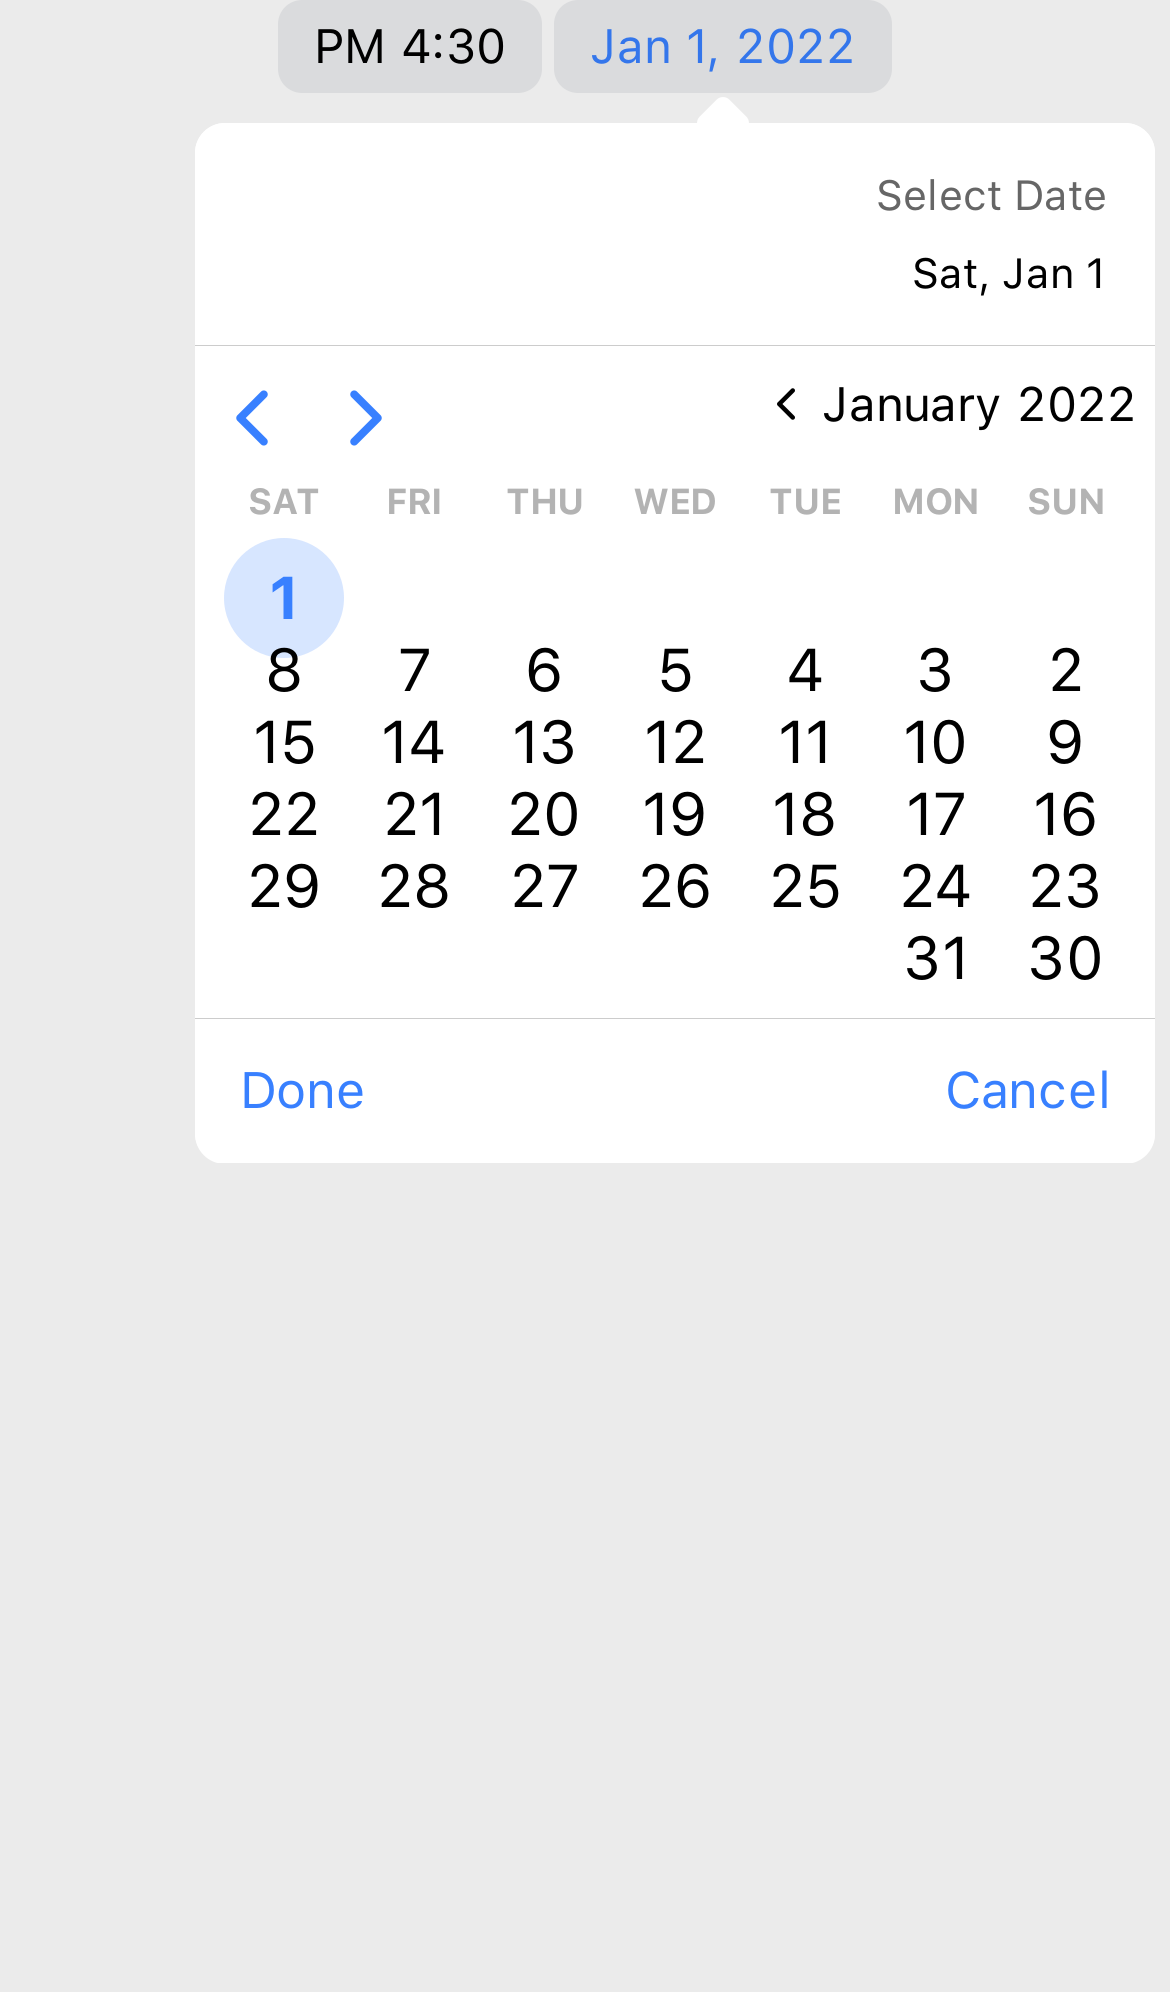 PM 4:30 Jan 1, 2022
Select Date
Sat, Jan 1
January 2022
SAT FRI THU WED TUE MON SUN
1
8 7 6 5 4 3 2
15 14 13 12 11 10 9
22 21 20 19 18 17 16
29 28 27 26 25 24 23
31 30
Done Cancel